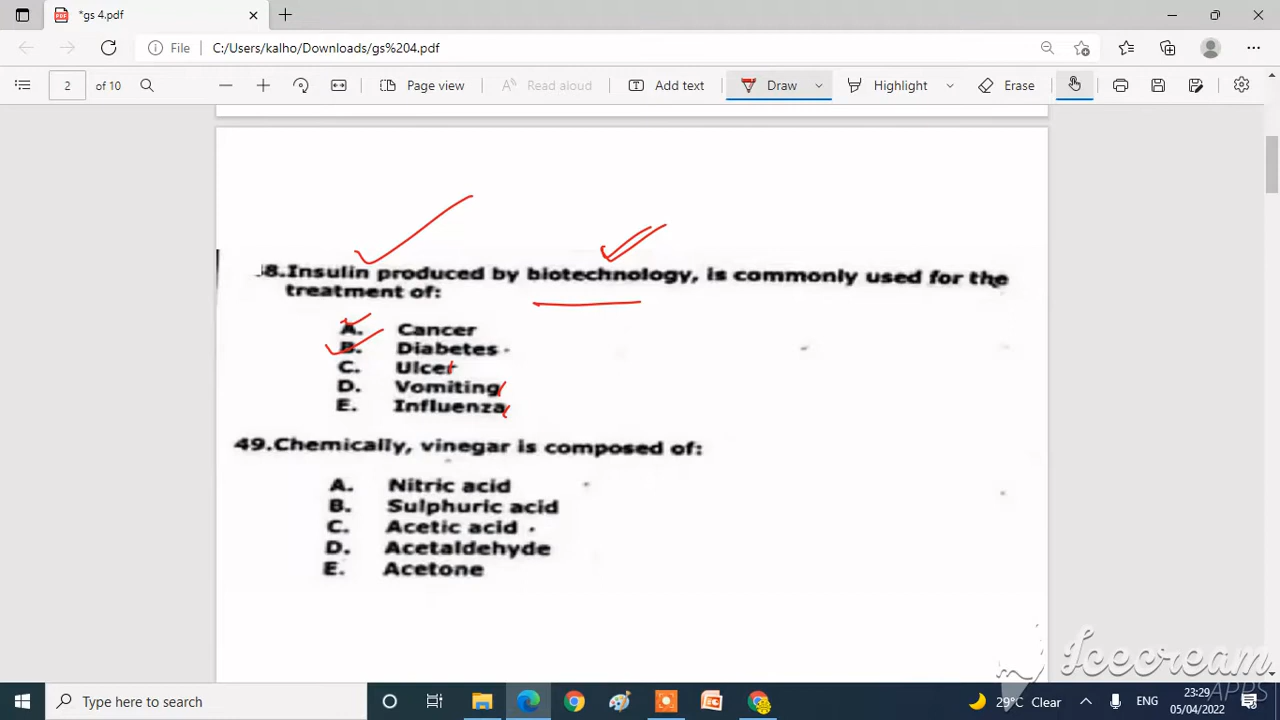 *gs 4.pdf
File
C:/Users/kalho/Downloads/gs%204.pdf
2
of 10
Page view
Read aloud
Add text
Draw
Highlight
Erase
8.Insulin produced by biotechnology, is commonly used for the
treatment of:
A. Cancer
B. Diabetes
C. Ulcer
D. Vomiting
E. Influenza
49.Chemically, vinegar is composed of:
A. Nitric acid
B. Sulphuric acid
C. Acetic acid
D. Acetaldehyde
E. Acetone
Icecream
APPS
Type here to search
29°C Clear
ENG
23:29
05/04/2022